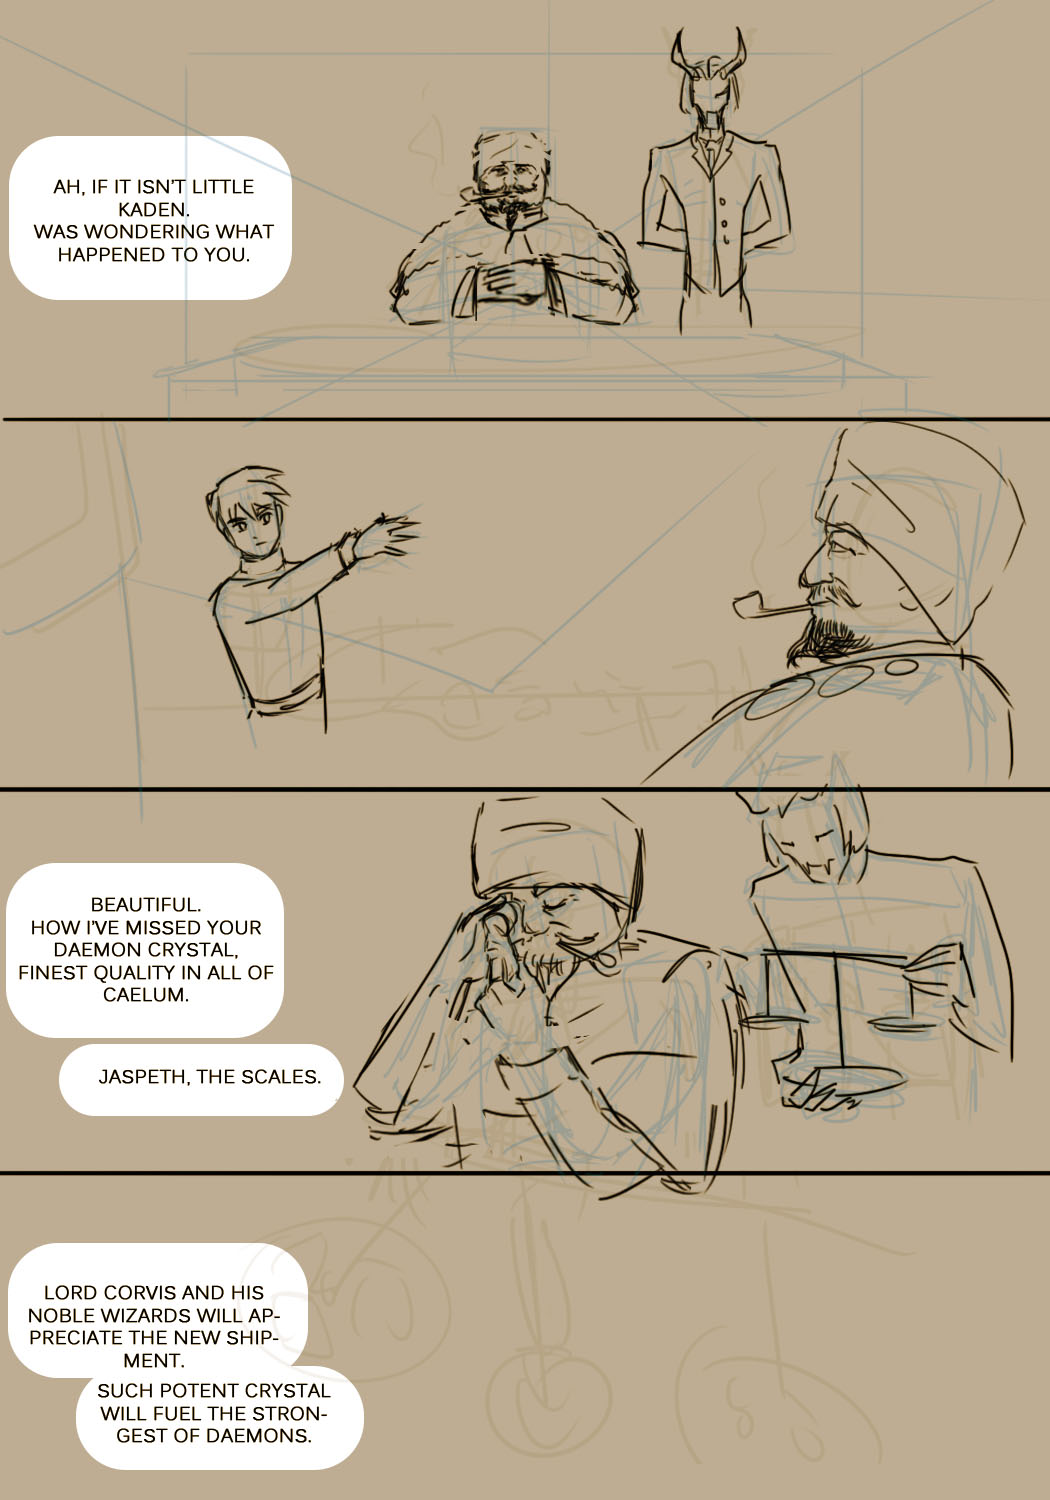 AH, IF IT ISN'T LITTLE
KADEN.
WAS WONDERING WHAT
HAPPENED TO YOU.
BEAUTIFUL.
HOW I'VE MISSED YOUR
DAEMON CRYSTAL,
FINEST QUALITY IN ALL OF
CAELUM.
JASPETH, THE SCALES.
LORD CORVIS AND HIS
NOBLE WIZARDS WILL AP-
PRECIATE THE NEW SHIP-
MENT.
SUCH POTENT CRYSTAL
WILL FUEL THE STRON-
GEST OF DAEMONS.